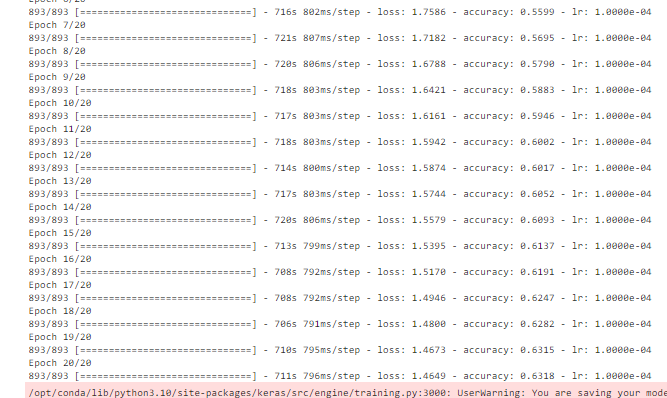 Epoch 6/20
893/893 [==============================] - 716s 802ms/step - loss: 1.7586 - accuracy: 0.5599 - lr: 1.0000e-04
Epoch 7/20
893/893 [==============================] - 721s 807ms/step - loss: 1.7182 - accuracy: 0.5695 - lr: 1.0000e-04
Epoch 8/20
893/893 [==============================] - 720s 806ms/step - loss: 1.6788 - accuracy: 0.5790 - lr: 1.0000e-04
Epoch 9/20
893/893 [==============================] - 718s 803ms/step - loss: 1.6421 - accuracy: 0.5883 - lr: 1.0000e-04
Epoch 10/20
893/893 [==============================] - 717s 803ms/step - loss: 1.6161 - accuracy: 0.5946 - lr: 1.0000e-04
Epoch 11/20
893/893 [==============================] - 718s 803ms/step - loss: 1.5942 - accuracy: 0.6002 - lr: 1.0000e-04
Epoch 12/20
893/893 [==============================] - 714s 800ms/step - loss: 1.5874 - accuracy: 0.6017 - lr: 1.0000e-04
Epoch 13/20
893/893 [==============================] - 717s 803ms/step - loss: 1.5744 - accuracy: 0.6052 - lr: 1.0000e-04
Epoch 14/20
893/893 [==============================] - 720s 806ms/step - loss: 1.5579 - accuracy: 0.6093 - lr: 1.0000e-04
Epoch 15/20
893/893 [==============================] - 713s 799ms/step - loss: 1.5395 - accuracy: 0.6137 - lr: 1.0000e-04
Epoch 16/20
893/893 [==============================] - 708s 792ms/step - loss: 1.5170 - accuracy: 0.6191 - lr: 1.0000e-04
Epoch 17/20
893/893 [==============================] - 708s 792ms/step - loss: 1.4946 - accuracy: 0.6247 - lr: 1.0000e-04
Epoch 18/20
893/893 [==============================] - 706s 791ms/step - loss: 1.4800 - accuracy: 0.6282 - lr: 1.0000e-04
Epoch 19/20
893/893 [==============================] - 710s 795ms/step - loss: 1.4673 - accuracy: 0.6315 - lr: 1.0000e-04
Epoch 20/20
893/893 [==============================] - 711s 796ms/step - loss: 1.4649 - accuracy: 0.6318 - lr: 1.0000e-04
/opt/conda/lib/python3.10/site-packages/keras/src/engine/training.py:3000: UserWarning: You are saving your mode